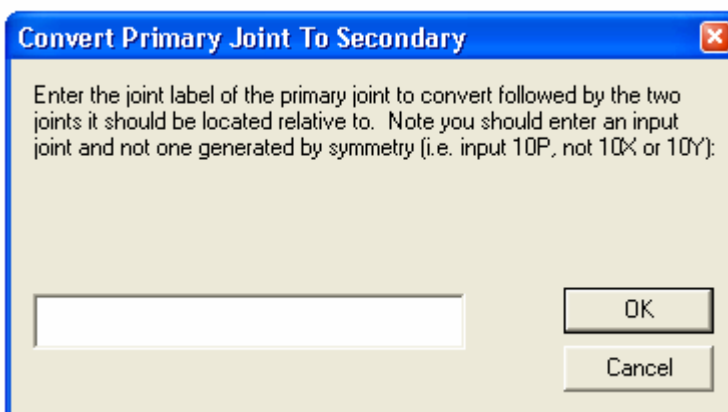 Convert Primary Joint To Secondary
Enter the joint label of the primary joint to convert followed by the two
joints it should be located relative to.  Note you should enter an input
joint and not one generated by symmetry (i.e. input 10P, not 10X or 10Y):
OK
Cancel